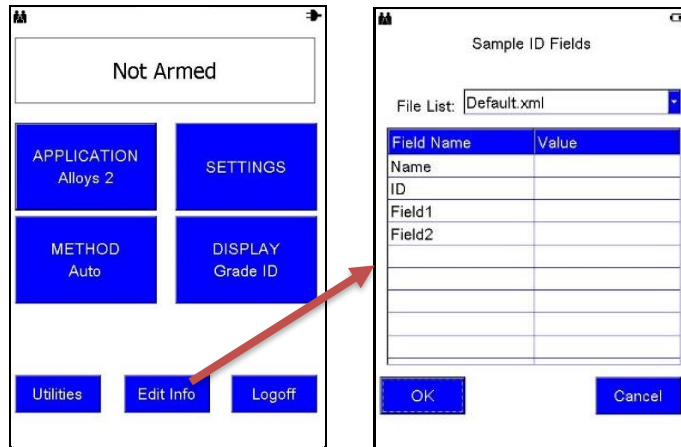 Not Armed
APPLICATION
Alloys 2
SETTINGS
METHOD
Auto
DISPLAY
Grade ID
Utilities
Edit Info
Logoff
Sample ID Fields
File List: Default.xml
Field Name Value
Name
ID
Field1
Field2
OK
Cancel